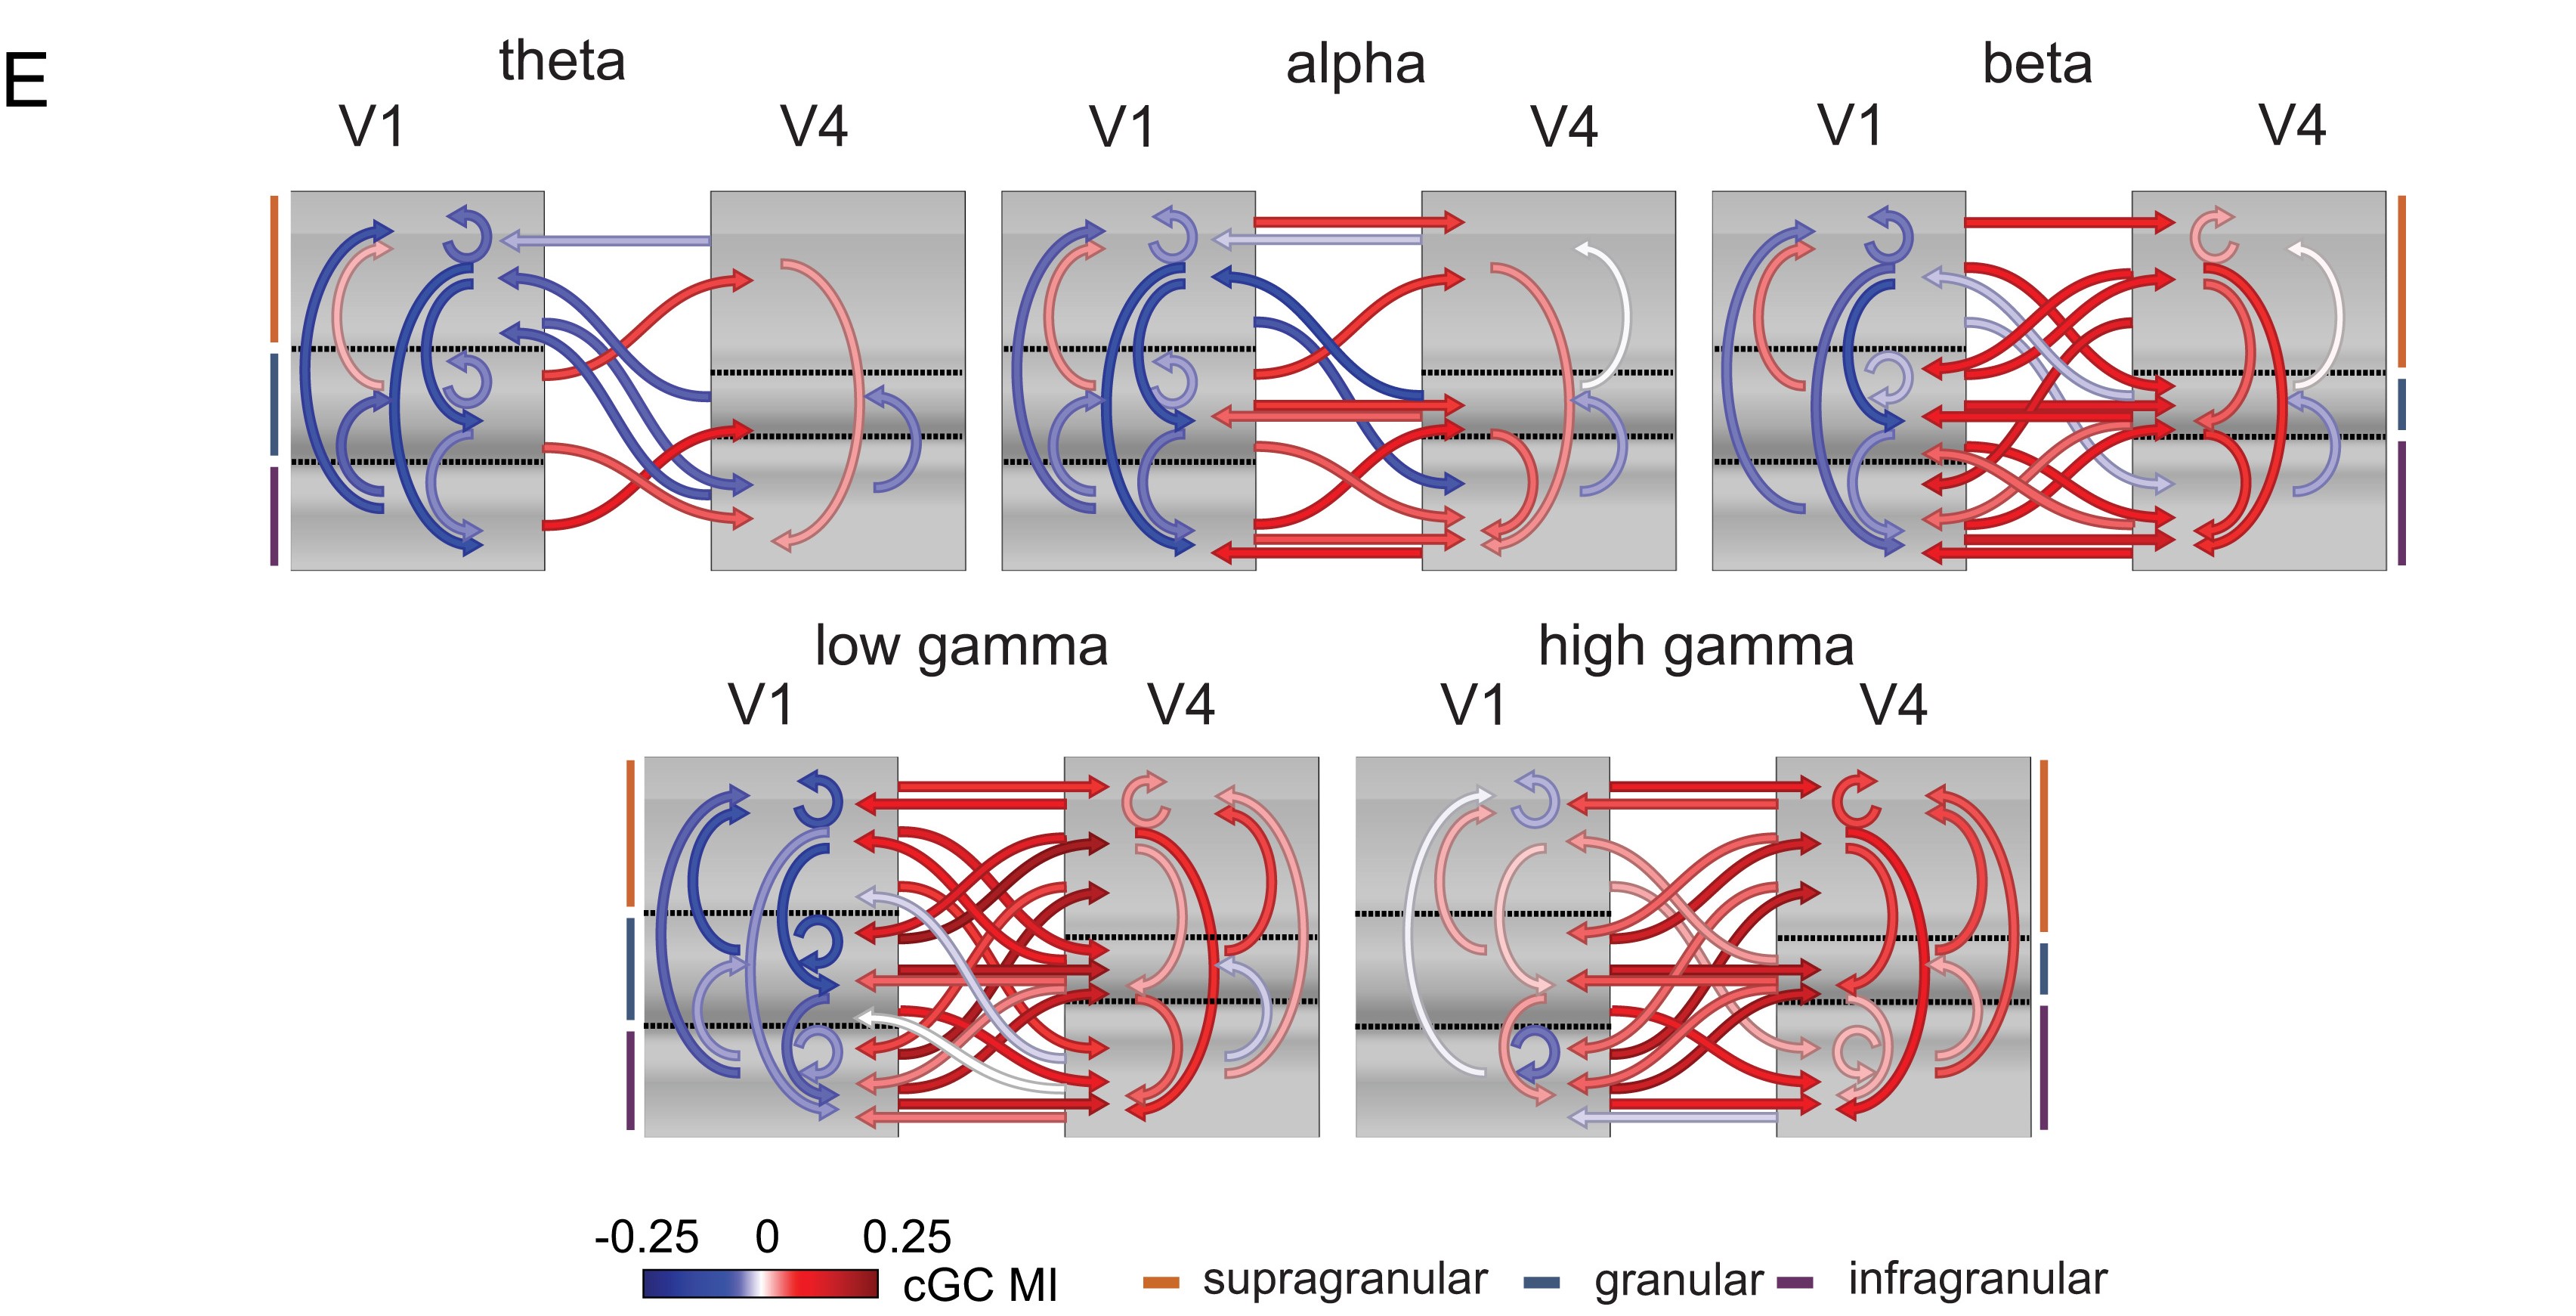 E
theta alpha beta
V1 V4 V1 V4 V1 V4
low gamma high gamma
V1 V4 V1 V4
-0.25 0 0.25
cGC MI
supragranular granular infragranular